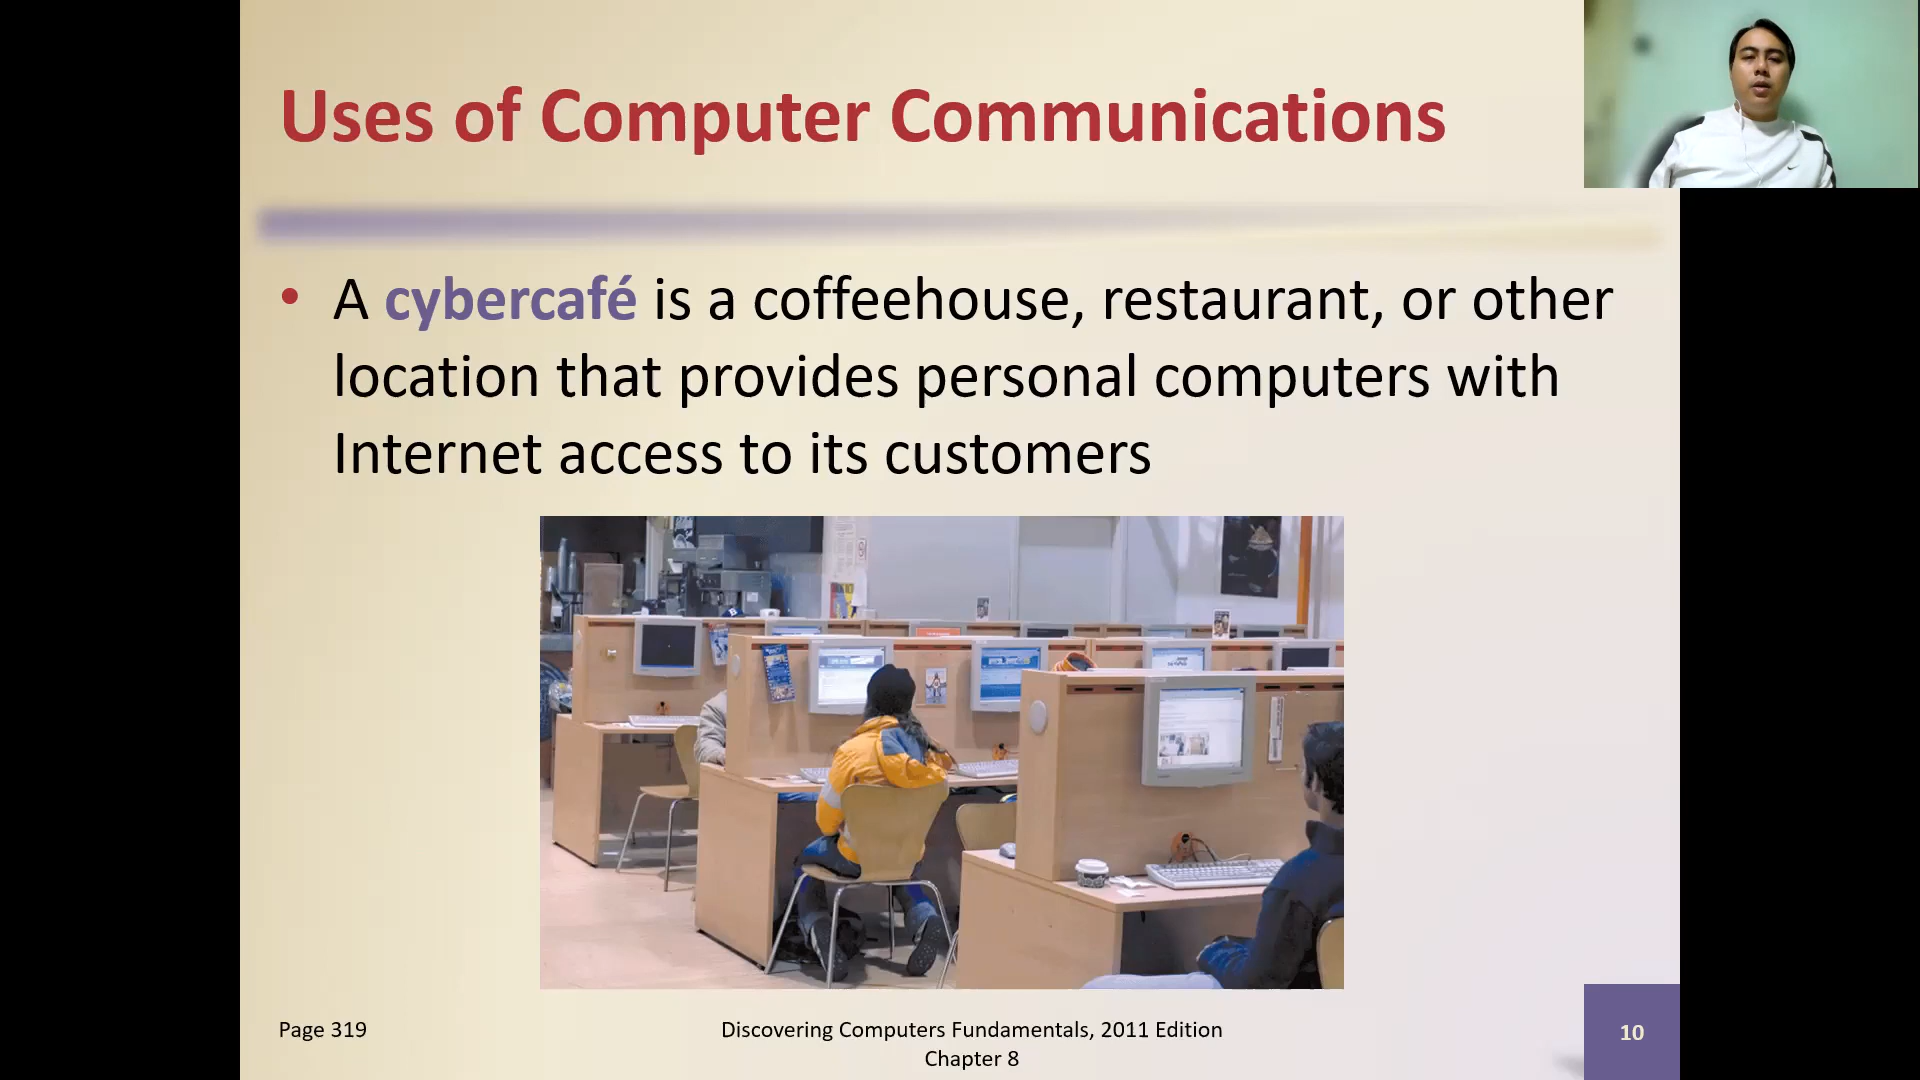 Uses of Computer Communications
• A cybercafé is a coffeehouse, restaurant, or other
location that provides personal computers with
Internet access to its customers
Page 319
Discovering Computers Fundamentals, 2011 Edition
Chapter 8
10